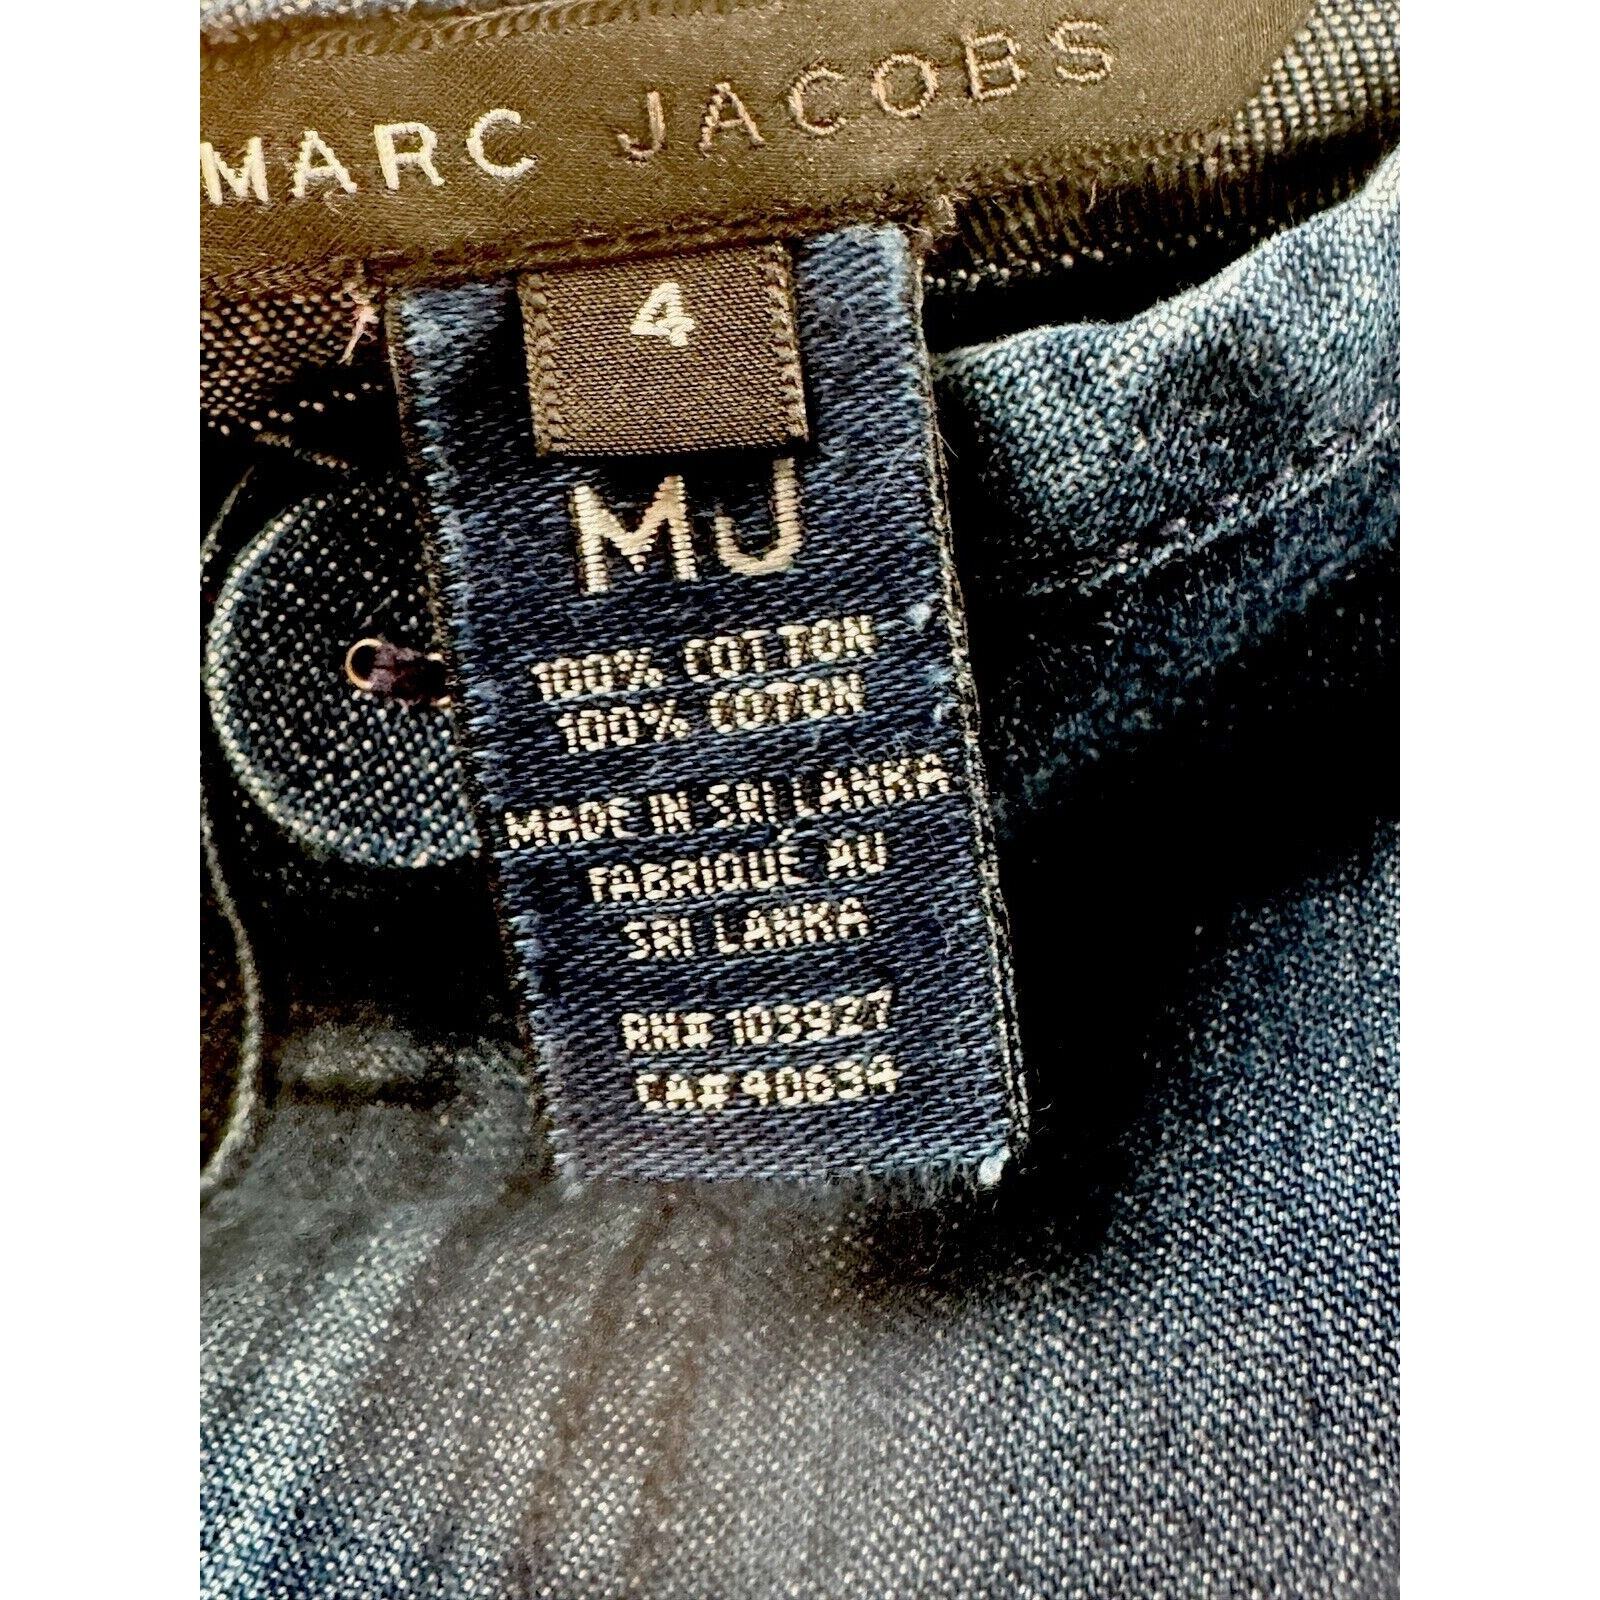 MARC JACOBS
4
MJ
100% COTTON
100% COTON
MADE IN SRI LANKA
FABRIQUÉ AU
SRI LANKA
RN# 103927
CA# 40634